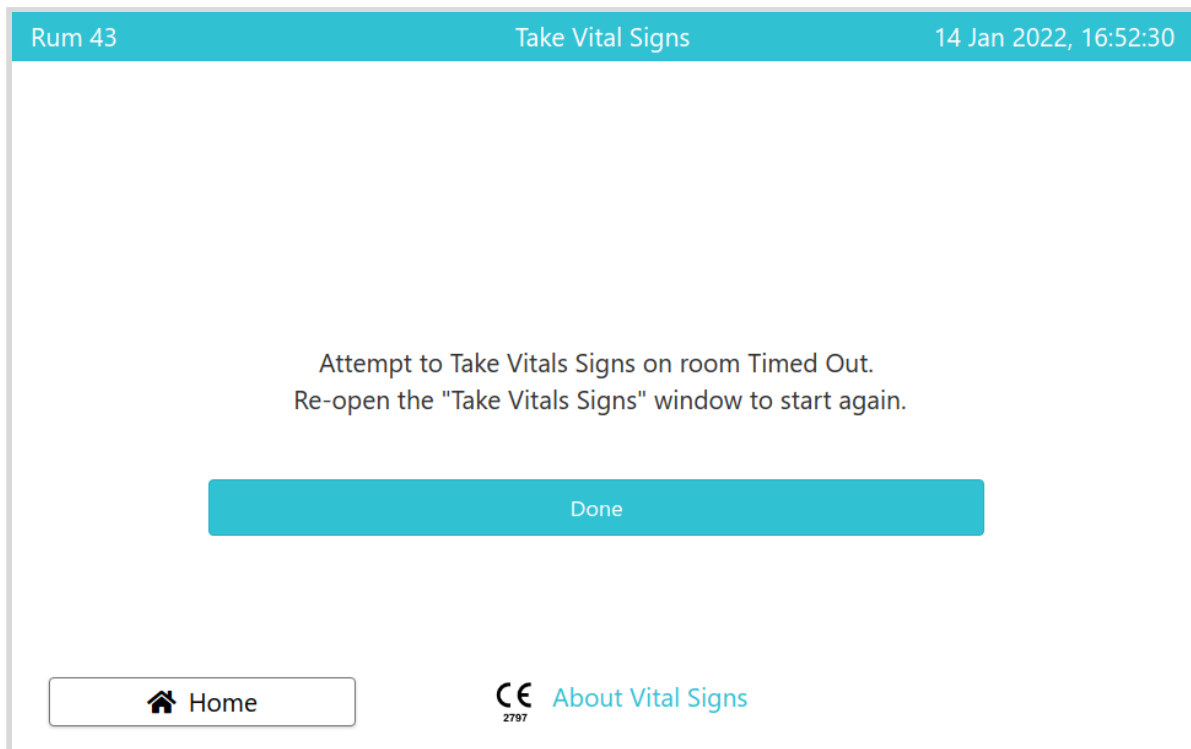 Rum 43 Take Vital Signs 14 Jan 2022, 16:52:30
Attempt to Take Vitals Signs on room Timed Out.
Re-open the "Take Vitals Signs" window to start again.
Done
Home CE About Vital Signs
2797